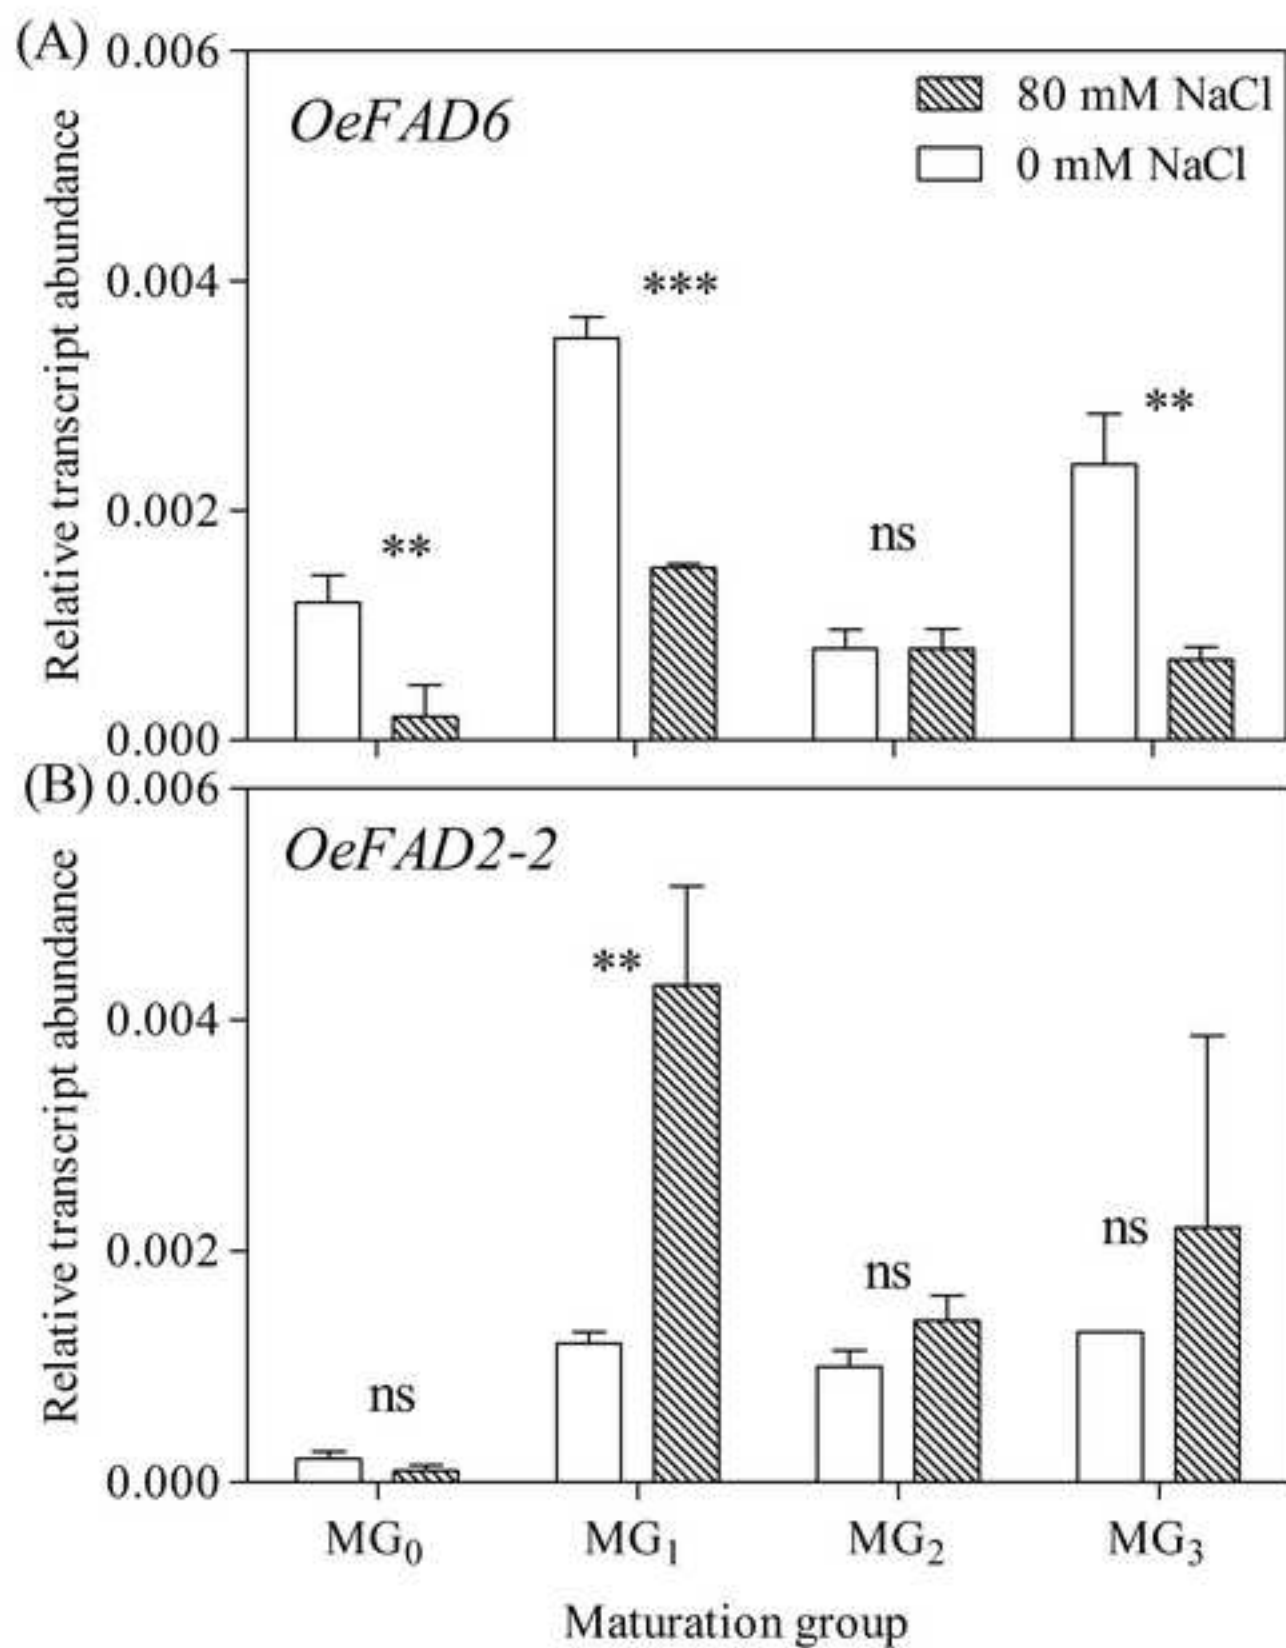 (A)
0.006
OeFAD6
80 mM NaCl
0 mM NaCl
Relative transcript abundance
0.004
***
**
0.002
ns
**
0.000
(B)
0.006
OeFAD2-2
Relative transcript abundance
**
0.004
ns
0.002
ns
ns
0.000
MG₀ MG₁ MG₂ MG₃
Maturation group